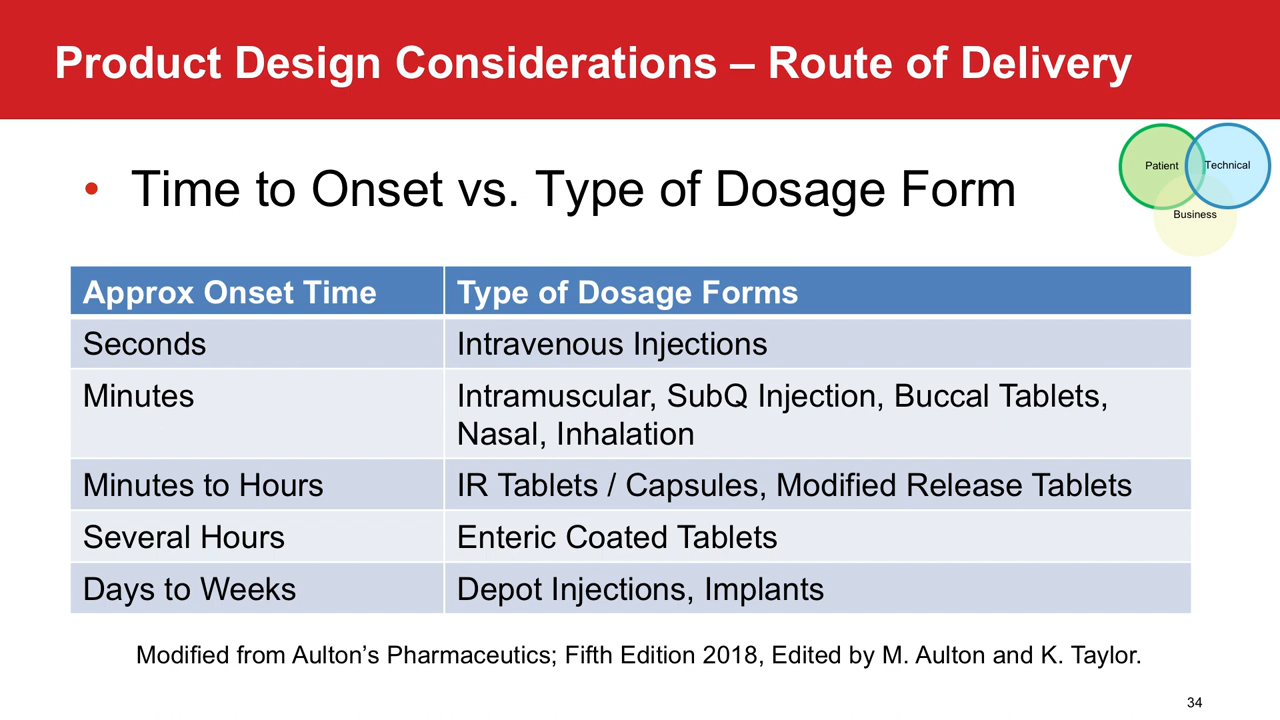 Product Design Considerations – Route of Delivery
Patient
Technical
Business
• Time to Onset vs. Type of Dosage Form
Approx Onset Time
Type of Dosage Forms
Seconds
Intravenous Injections
Minutes
Intramuscular, SubQ Injection, Buccal Tablets,
Nasal, Inhalation
Minutes to Hours
IR Tablets / Capsules, Modified Release Tablets
Several Hours
Enteric Coated Tablets
Days to Weeks
Depot Injections, Implants
Modified from Aulton’s Pharmaceutics; Fifth Edition 2018, Edited by M. Aulton and K. Taylor.
34